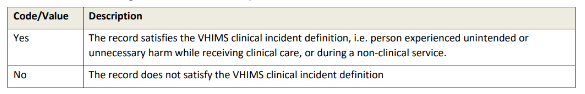 Code/Value Description
Yes The record satisfies the VHIMS clinical incident definition, i.e. person experienced unintended or
unnecessary harm while receiving clinical care, or during a non-clinical service.
No The record does not satisfy the VHIMS clinical incident definition